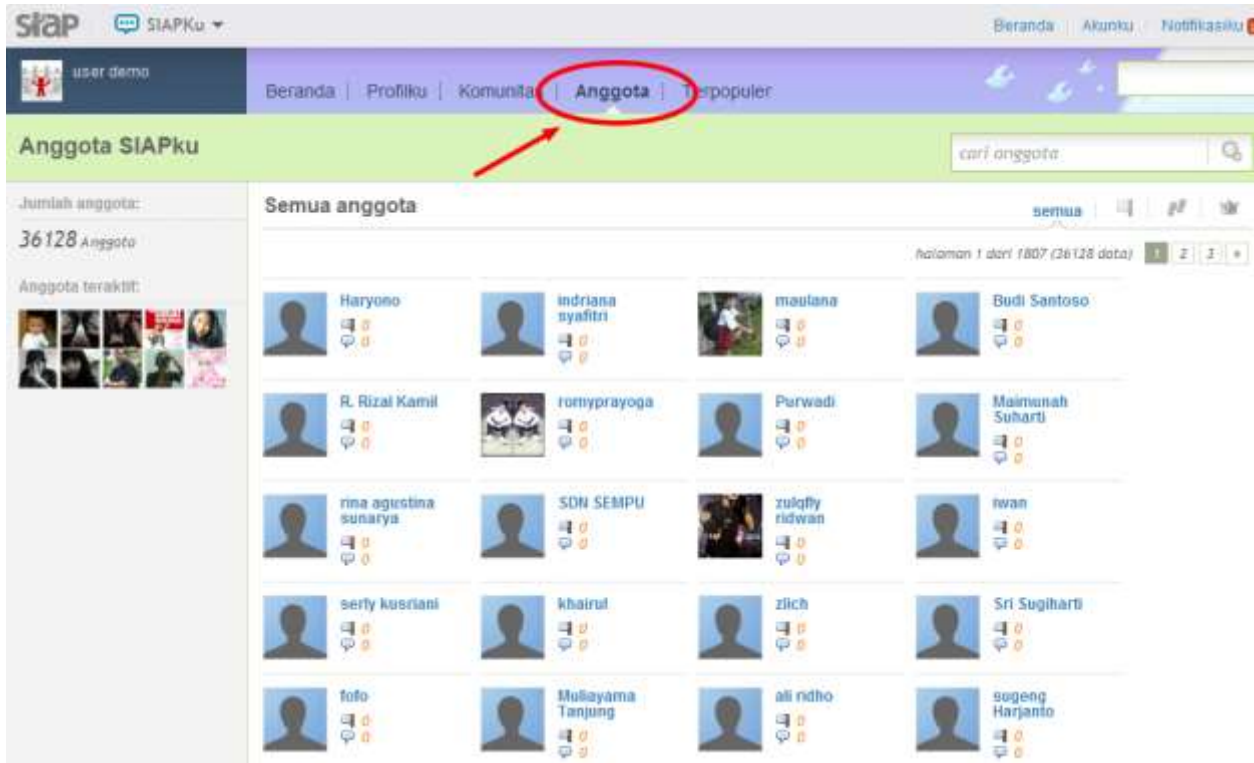 siap SIAPKu Beranda Akunku Notifikasiku
user demo
Beranda Profilku Komunitas Anggota Terpopuler
Anggota SIAPku cari anggota
Jumlah anggota:
36128 Anggota
Anggota teraktif:
Semua anggota semua
halaman 1 dari 1807 (36128 data) 1 2 3 »
Haryono
0
0
indriana
syafitri
0
0
maulana
0
0
Budi Santoso
0
0
R. Rizal Kamil
0
0
romyprayoga
0
0
Purwadi
0
0
Maimunah
Suharti
0
0
rina agustina
sunarya
0
0
SDN SEMPU
0
0
zulqfly
ridwan
0
0
iwan
0
0
serly kusriani
0
0
khairul
0
0
zlich
0
0
Sri Sugiharti
0
0
fofo
0
0
Muliayama
Tanjung
0
0
ali ridho
0
0
sugeng
Harjanto
0
0